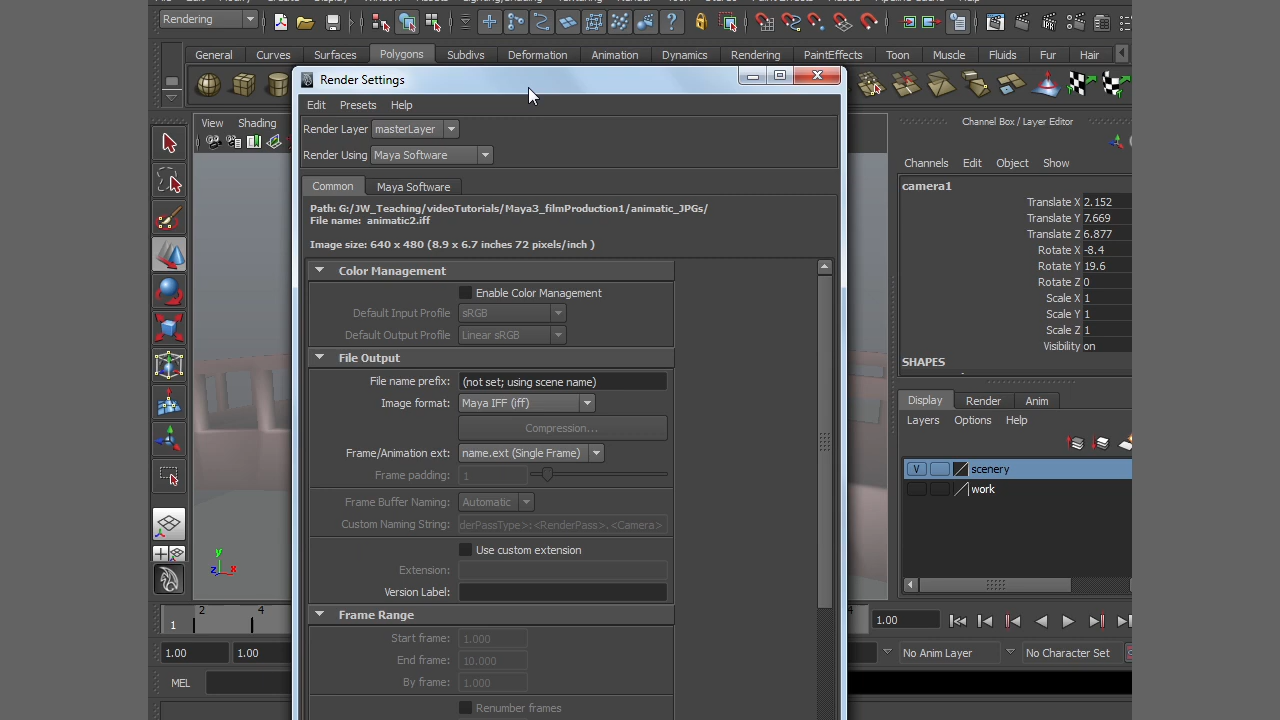 Rendering
General Curves Surfaces Polygons Subdivs Deformation Animation Dynamics Rendering PaintEffects Toon Muscle Fluids Fur Hair
Render Settings
Edit Presets Help
Render Layer masterLayer
Render Using Maya Software
Common Maya Software
Path: G:/JW_Teaching/videoTutorials/Maya3_filmProduction1/animatic_JPGs/
File name: animatic2.iff
Image size: 640 x 480 (8.9 x 6.7 inches 72 pixels/inch )
Color Management
Enable Color Management
Default Input Profile sRGB
Default Output Profile Linear sRGB
File Output
File name prefix: (not set; using scene name)
Image format: Maya IFF (iff)
Compression...
Frame/Animation ext: name.ext (Single Frame)
Frame padding: 1
Frame Buffer Naming: Automatic
Custom Naming String: derPassType>:<RenderPass>.<Camera>
Use custom extension
Extension:
Version Label:
Frame Range
Start frame: 1.000
End frame: 10.000
By frame: 1.000
Renumber frames
View Shading
y
z x
Channel Box / Layer Editor
Channels Edit Object Show
camera1
Translate X 2.152
Translate Y 7.669
Translate Z 6.877
Rotate X -8.4
Rotate Y 19.6
Rotate Z 0
Scale X 1
Scale Y 1
Scale Z 1
Visibility on
SHAPES
Display Render Anim
Layers Options Help
V scenery
work
2 4
1
1.00
1.00 1.00
No Anim Layer No Character Set
MEL